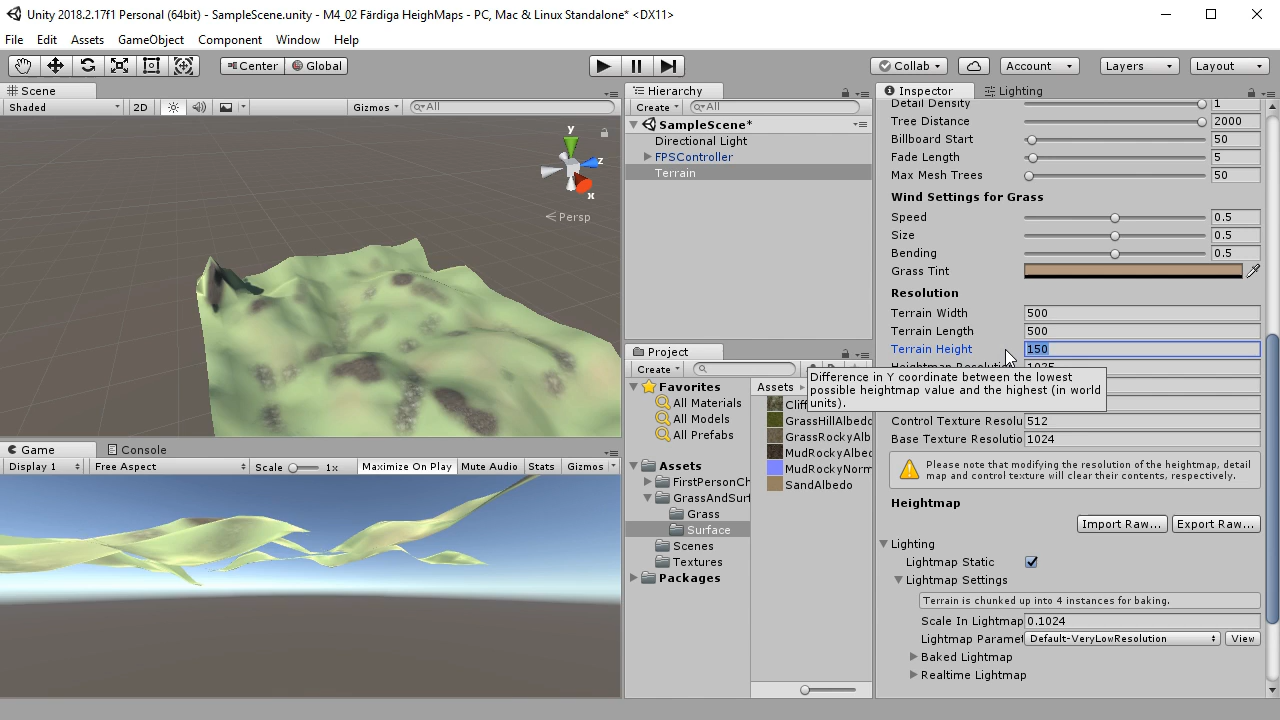 Unity 2018.2.17f1 Personal (64bit) - SampleScene.unity - M4_02 Färdiga HeighMaps - PC, Mac & Linux Standalone* <DX11>
File Edit Assets GameObject Component Window Help
Center Global Collab Account Layers Layout
Scene
Shaded 2D Gizmos All
y
z
x
Persp
Game Console
Display 1 Free Aspect Scale 1x Maximize On Play Mute Audio Stats Gizmos
Hierarchy
Create All
SampleScene*
Directional Light
FPSController
Terrain
Project
Create
Favorites
All Materials
All Models
All Prefabs
Assets
FirstPersonCh
GrassAndSurf
Grass
Surface
Scenes
Textures
Packages
Assets
Cliff
GrassHillAlbedo
GrassRockyAlb
MudRockyAlbed
MudRockyNorm
SandAlbedo
Inspector Lighting
Detail Density 1
Tree Distance 2000
Billboard Start 50
Fade Length 5
Max Mesh Trees 50
Wind Settings for Grass
Speed 0.5
Size 0.5
Bending 0.5
Grass Tint
Resolution
Terrain Width 500
Terrain Length 500
Terrain Height 150
Heightmap Resolution 1025
Difference in Y coordinate between the lowest
possible heightmap value and the highest (in world
units).
Control Texture Resolu 512
Base Texture Resolutio 1024
Please note that modifying the resolution of the heightmap, detail
map and control texture will clear their contents, respectively.
Heightmap
Import Raw... Export Raw...
Lighting
Lightmap Static
Lightmap Settings
Terrain is chunked up into 4 instances for baking.
Scale In Lightmap 0.1024
Lightmap Paramet Default-VeryLowResolution View
Baked Lightmap
Realtime Lightmap